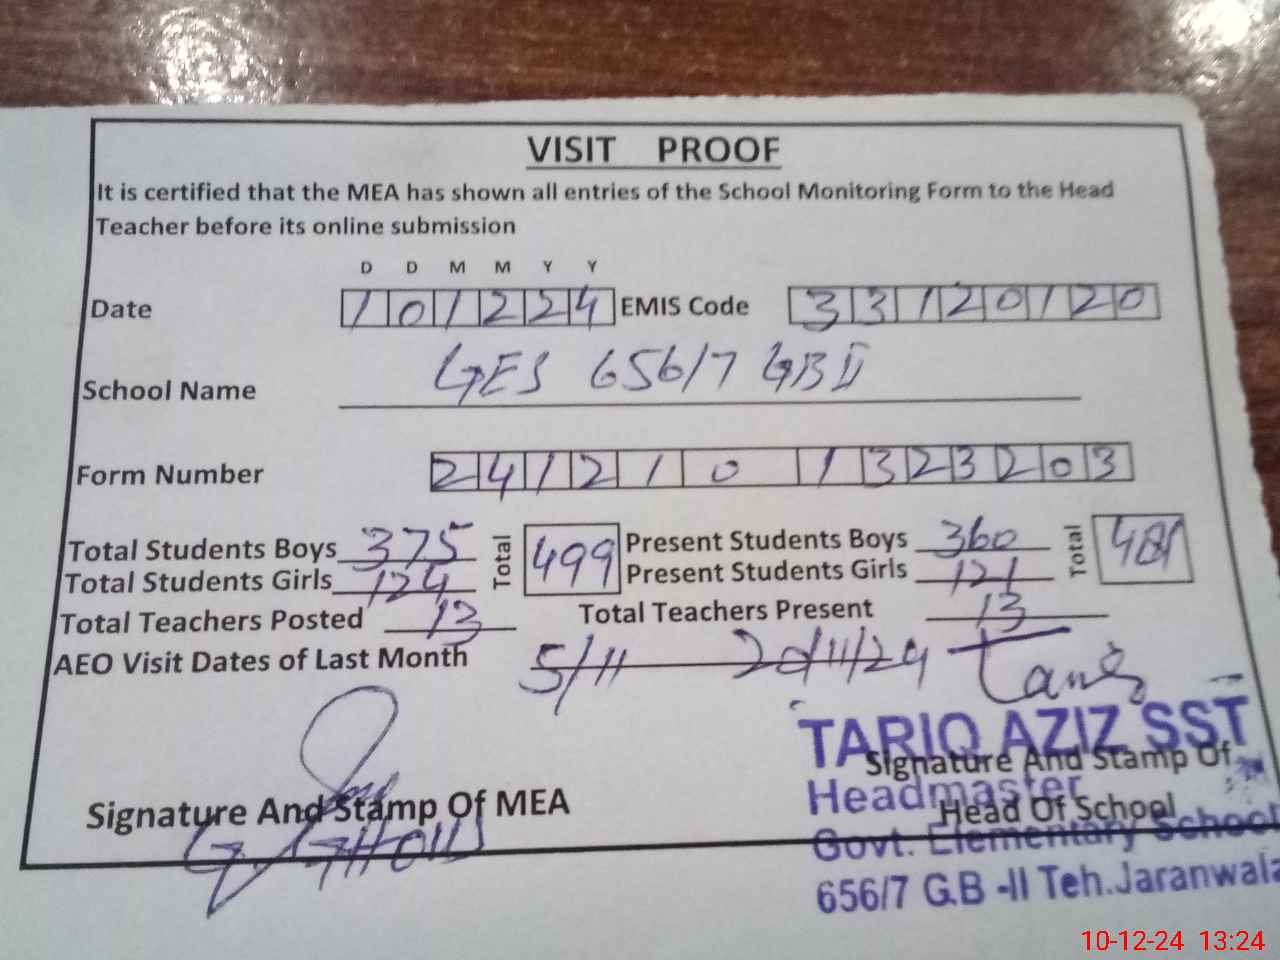 VISIT PROOF
It is certified that the MEA has shown all entries of the School Monitoring Form to the Head
Teacher before its online submission
D D M M Y Y
Date 101224 EMIS Code 33120120
School Name GES 656/7 GB II
Form Number 2412101323203
Total Students Boys 375 Total 499 Present Students Boys 360 Total 481
Total Students Girls 124 Present Students Girls 121
Total Teachers Posted 13 Total Teachers Present 13
AEO Visit Dates of Last Month 5/11 20/11/24
TARIQ AZIZ SST
Signature And Stamp Of
Headmaster
Signature And Stamp Of MEA Head Of School
Govt. Elementary School
656/7 G.B -II Teh.Jaranwala
10-12-24 13:24